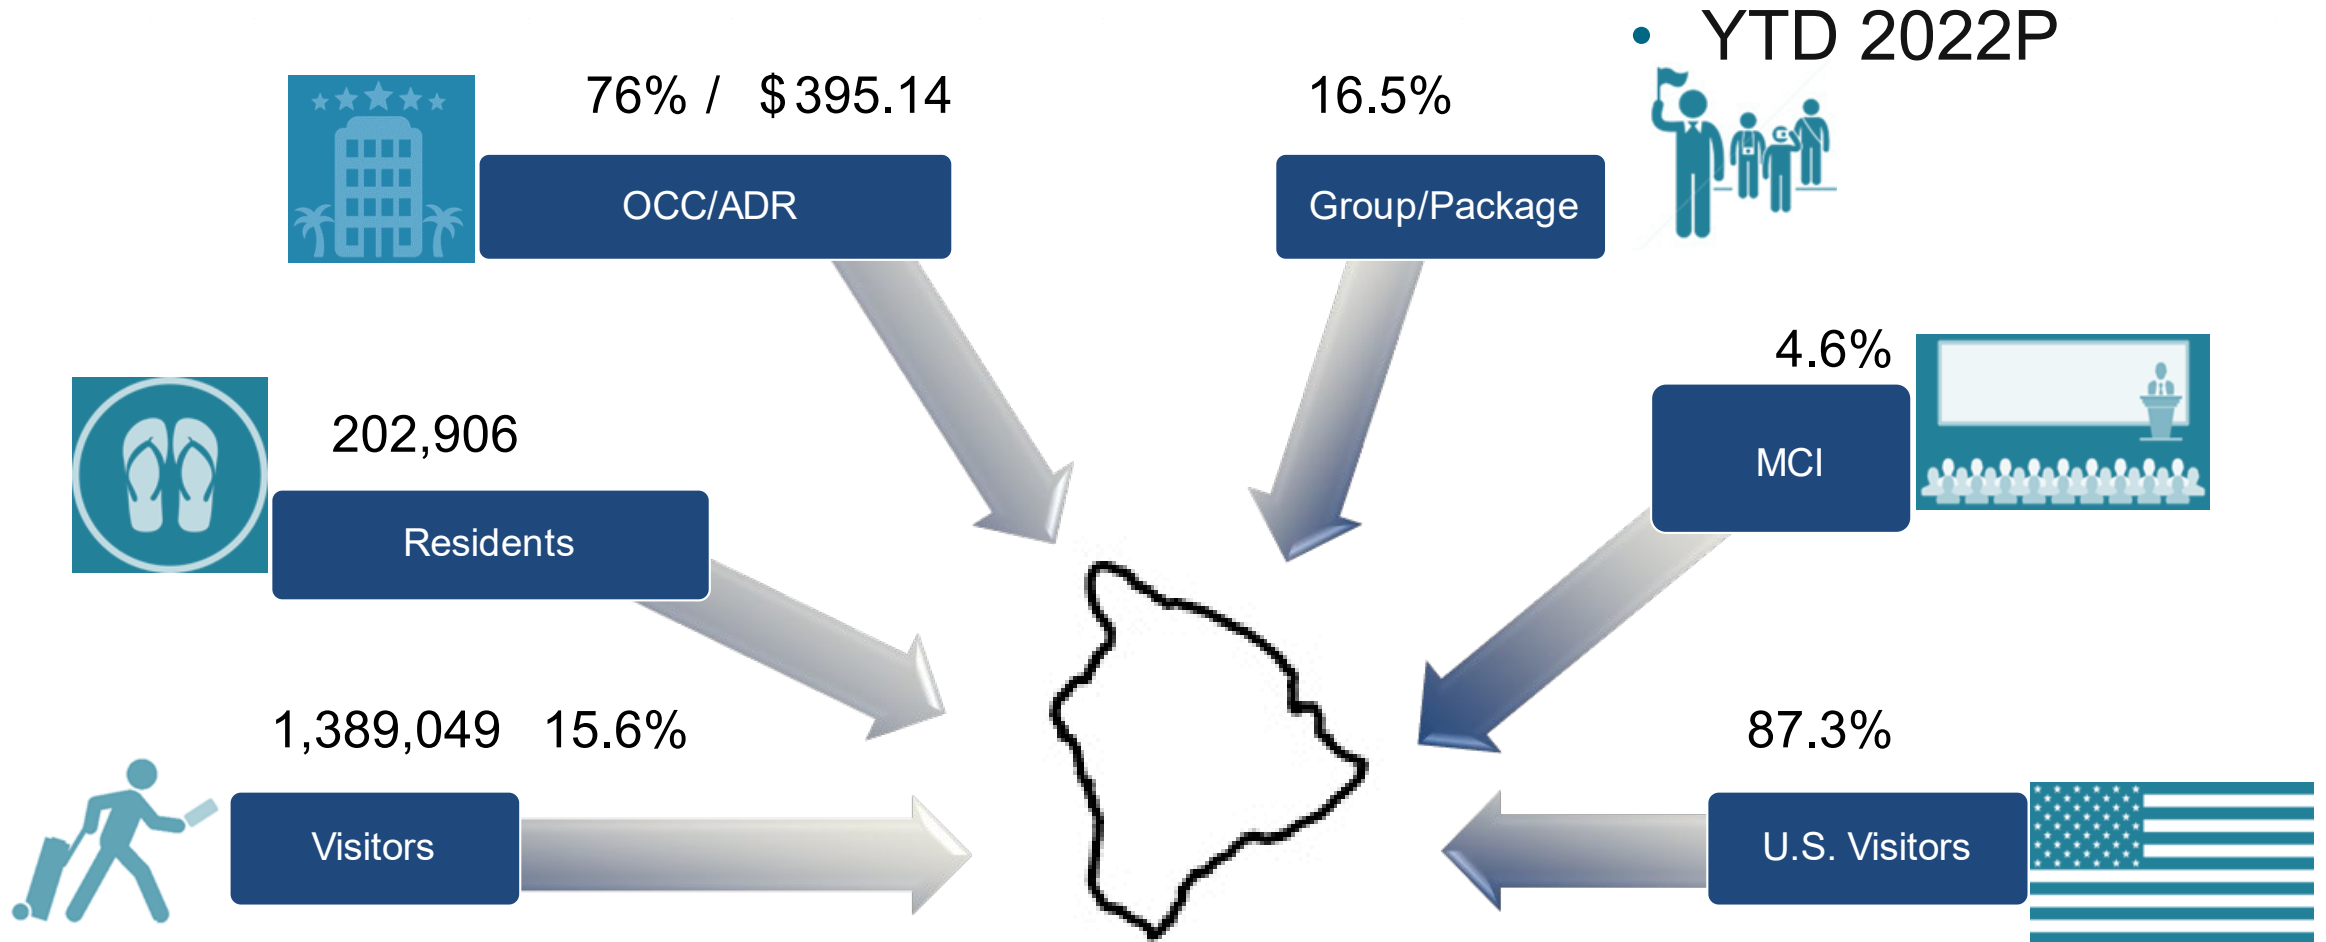 • YTD 2022P
76% / $395.14
16.5%
OCC/ADR
Group/Package
4.6%
MCI
202,906
Residents
1,389,049 15.6%
87.3%
Visitors
U.S. Visitors